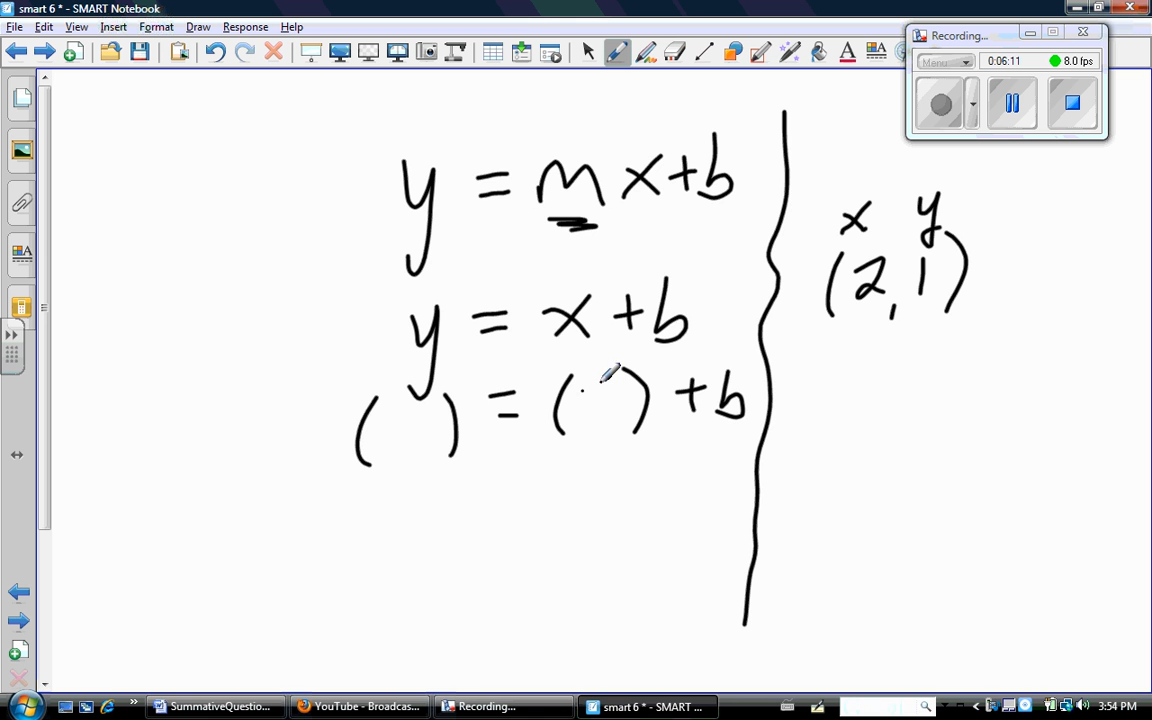 smart 6 * - SMART Notebook
File Edit View Insert Format Draw Response Help
Recording...
Menu 0:06:11 8.0 fps
y = mx+b
x y
(2, 1)
y = x+b
( ) = ( ) +b
SummativeQuestio... YouTube - Broadcas... Recording... smart 6 * - SMART ... 3:54 PM